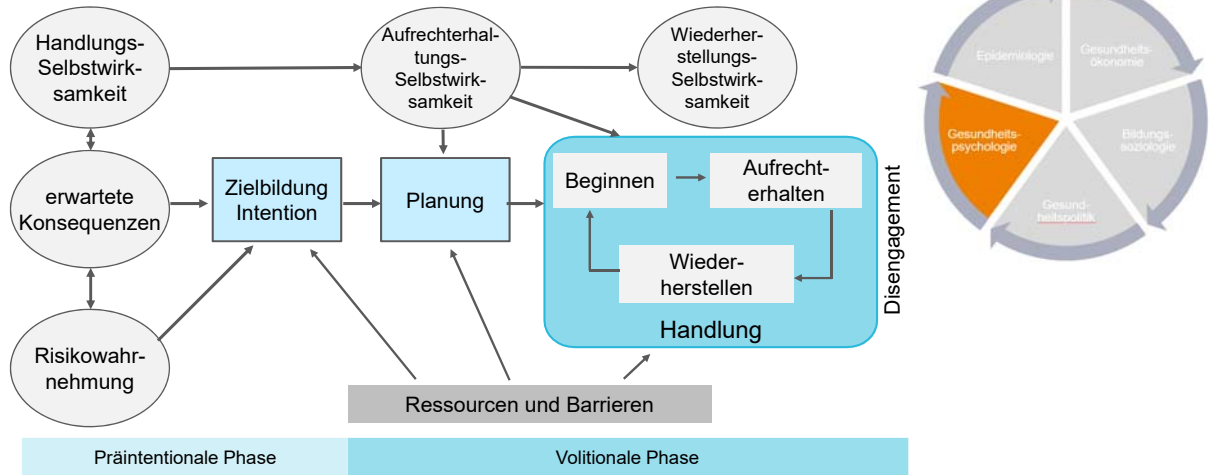 Handlungs-
Selbstwirk-
samkeit
Aufrechterhal-
tungs-
Selbstwirk-
samkeit
Wiederher-
stellungs-
Selbstwirk-
samkeit
erwartete
Konsequenzen
Zielbildung
Intention
Planung
Beginnen
Aufrecht-
erhalten
Wieder-
herstellen
Handlung
Disengagement
Risikowahr-
nehmung
Ressourcen und Barrieren
Präintentionale Phase
Volitionale Phase
Epidemiologie
Gesundheits-
ökonomie
Gesundheits-
psychologie
Bildungs-
soziologie
Gesund-
heitspolitik